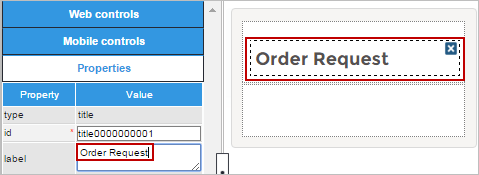 Web controls
Mobile controls
Properties
Property Value
type title
id * title0000000001
label Order Request
Order Request